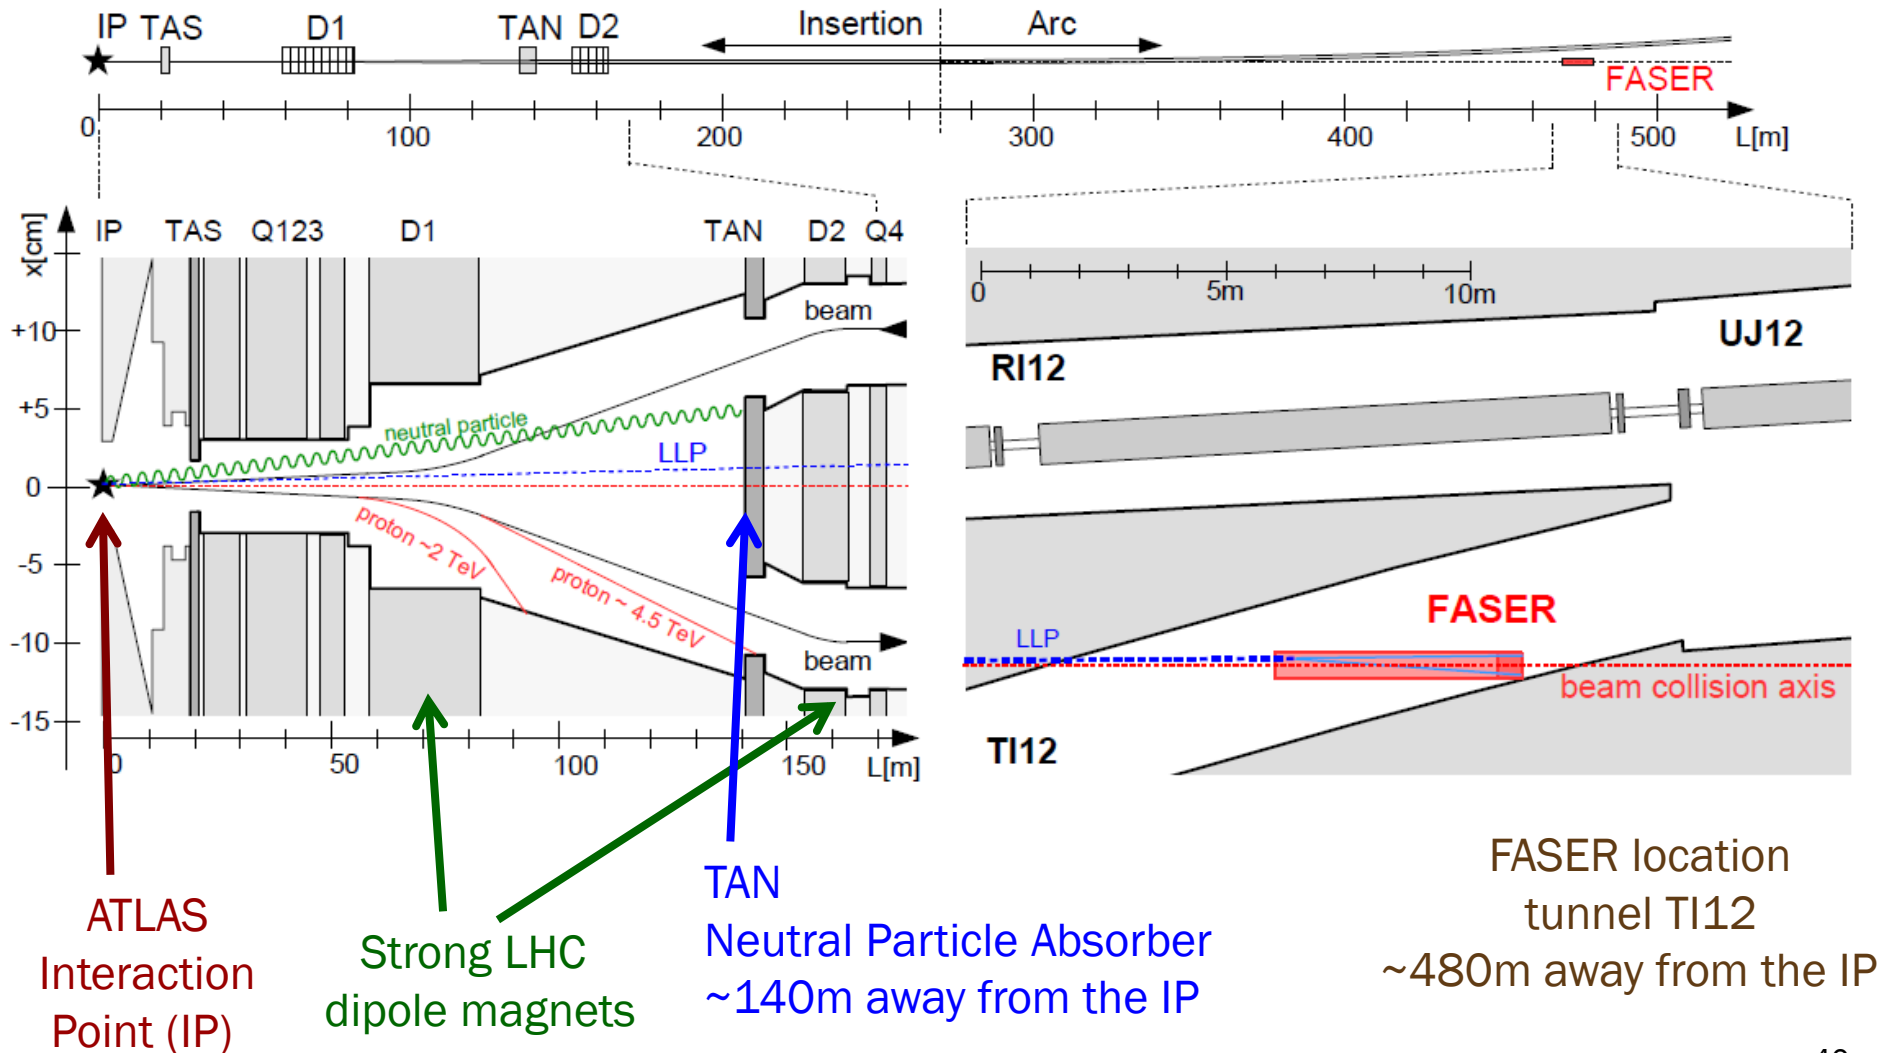 IP TAS D1 TAN D2 Insertion Arc
FASER
0 100 200 300 400 500 L[m]
x[cm]
IP TAS Q123 D1 TAN D2 Q4
+10
+5
0
-5
-10
-15
beam
neutral particle
LLP
proton ~2 TeV
proton ~ 4.5 TeV
beam
0 50 100 150 L[m]
0 5m 10m
RI12
UJ12
FASER
LLP
beam collision axis
TI12
ATLAS
Interaction
Point (IP)
Strong LHC
dipole magnets
TAN
Neutral Particle Absorber
~140m away from the IP
FASER location
tunnel TI12
~480m away from the IP